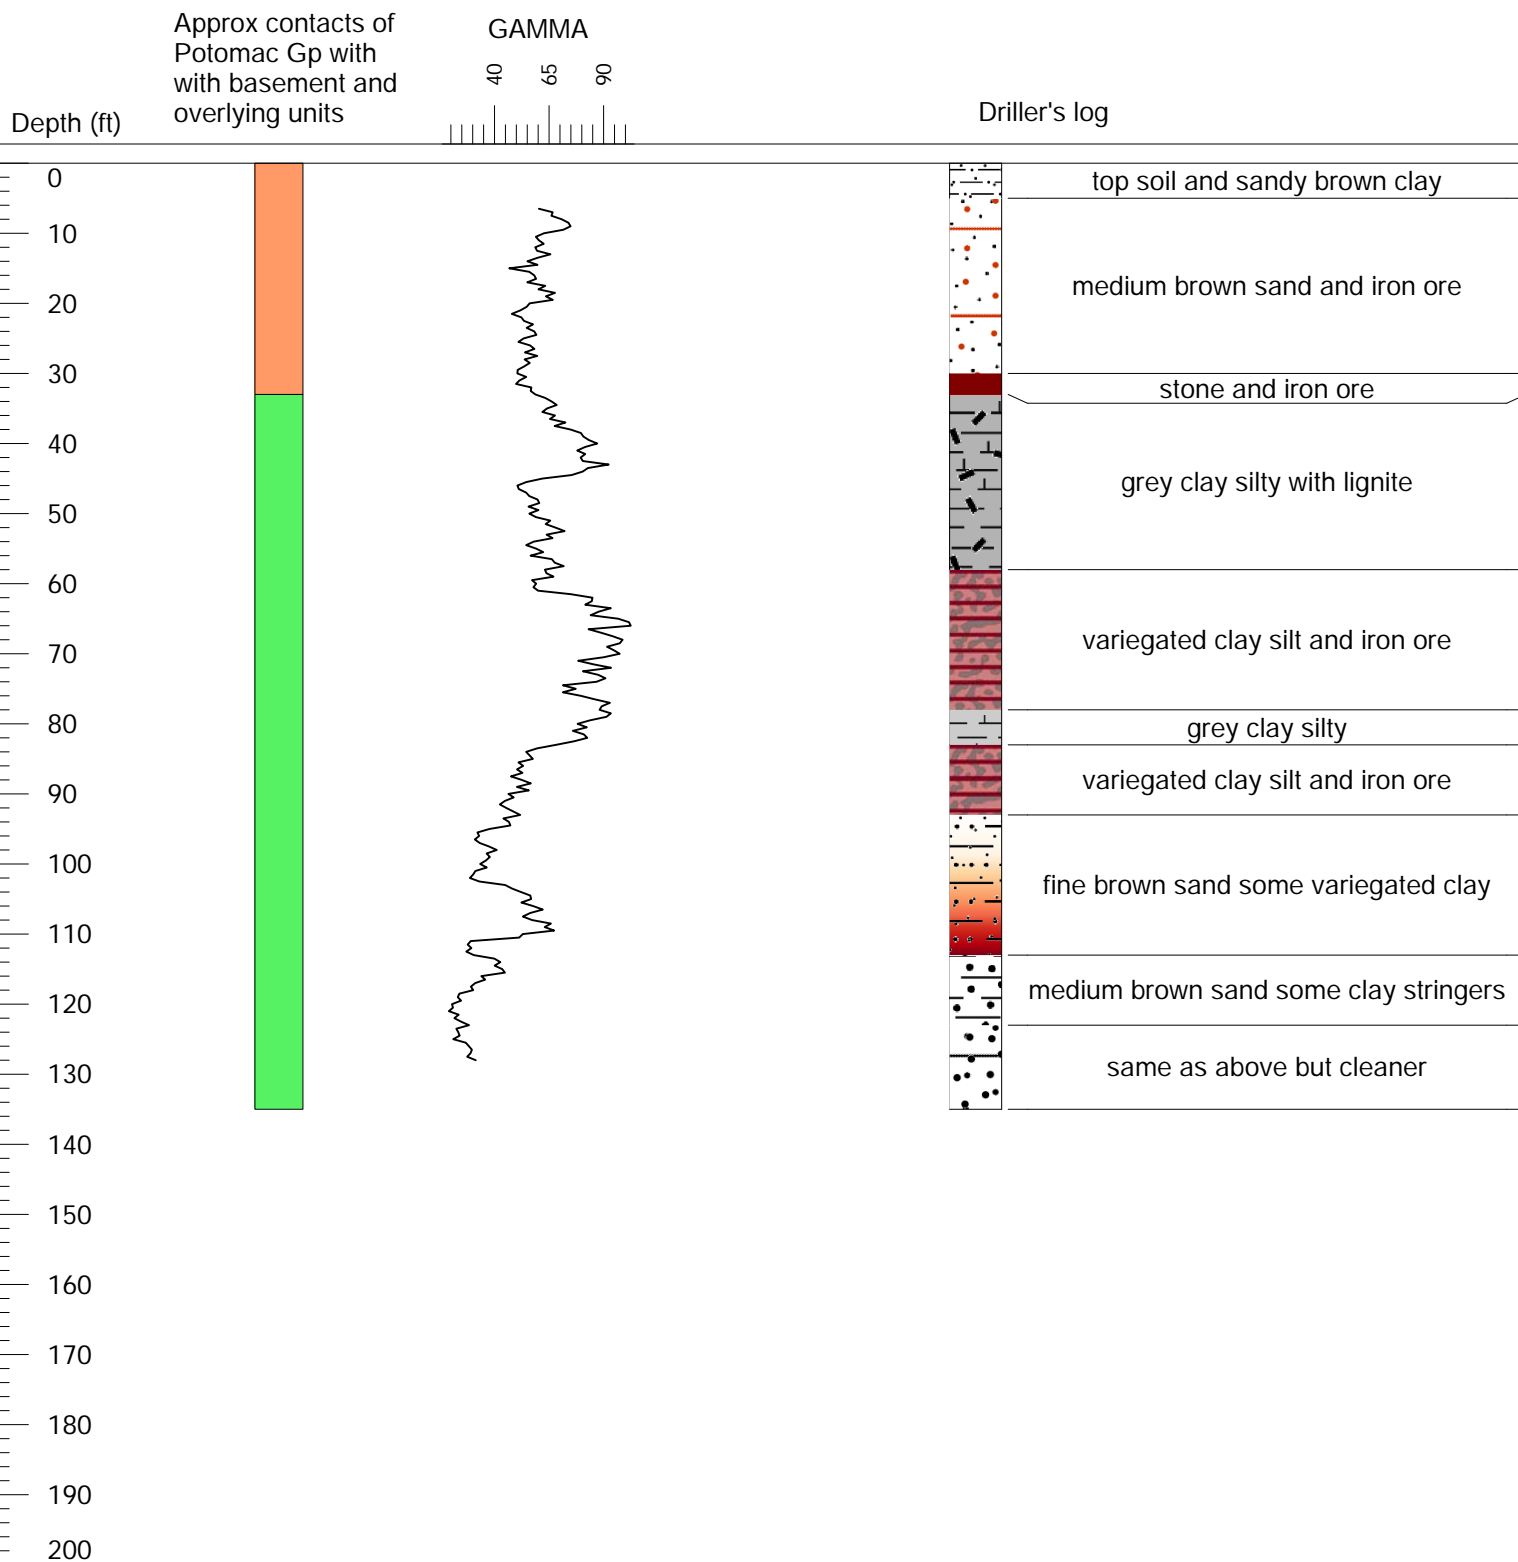 Approx contacts of
Potomac Gp with
with basement and
overlying units
GAMMA
40
65
90
Depth (ft)
Driller's log
0
top soil and sandy brown clay
10
medium brown sand and iron ore
20
30
stone and iron ore
40
grey clay silty with lignite
50
60
variegated clay silt and iron ore
70
80
grey clay silty
variegated clay silt and iron ore
90
100
fine brown sand some variegated clay
110
medium brown sand some clay stringers
120
same as above but cleaner
130
140
150
160
170
180
190
200